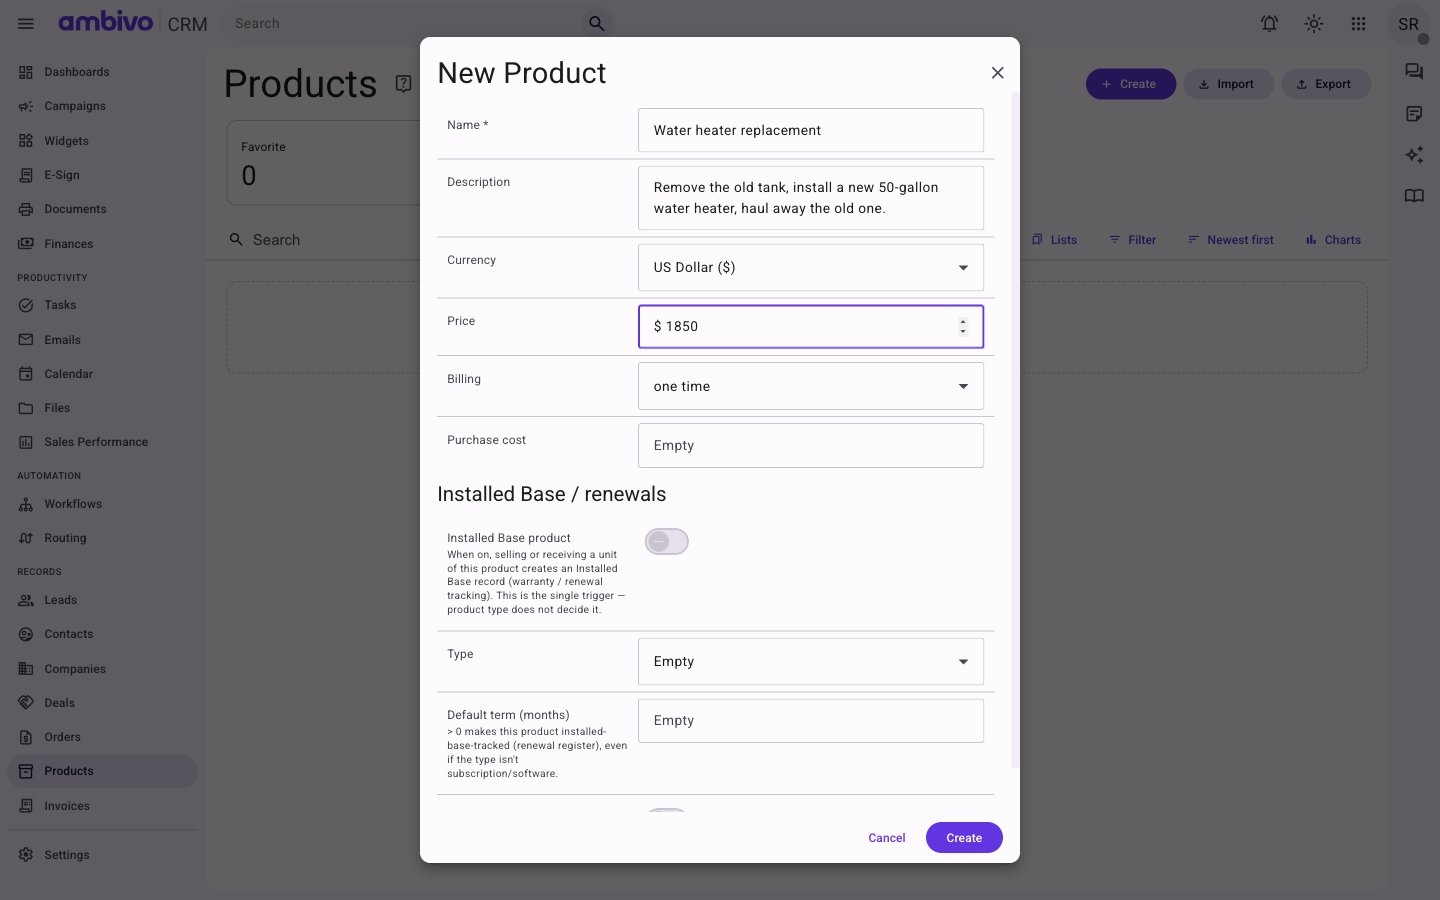 ambivo CRM
Search
SR
Dashboards
Campaigns
Widgets
E-Sign
Documents
Finances
PRODUCTIVITY
Tasks
Emails
Calendar
Files
Sales Performance
AUTOMATION
Workflows
Routing
RECORDS
Leads
Contacts
Companies
Deals
Orders
Products
Invoices
Settings
Products
Create
Import
Export
Favorite
0
Search
Lists
Filter
Newest first
Charts
New Product
Name *
Water heater replacement
Description
Remove the old tank, install a new 50-gallon
water heater, haul away the old one.
Currency
US Dollar ($)
Price
$ 1850
Billing
one time
Purchase cost
Empty
Installed Base / renewals
Installed Base product
When on, selling or receiving a unit
of this product creates an Installed
Base record (warranty / renewal
tracking). This is the single trigger —
product type does not decide it.
Type
Empty
Default term (months)
> 0 makes this product installed-
base-tracked (renewal register), even
if the type isn't
subscription/software.
Empty
Cancel
Create